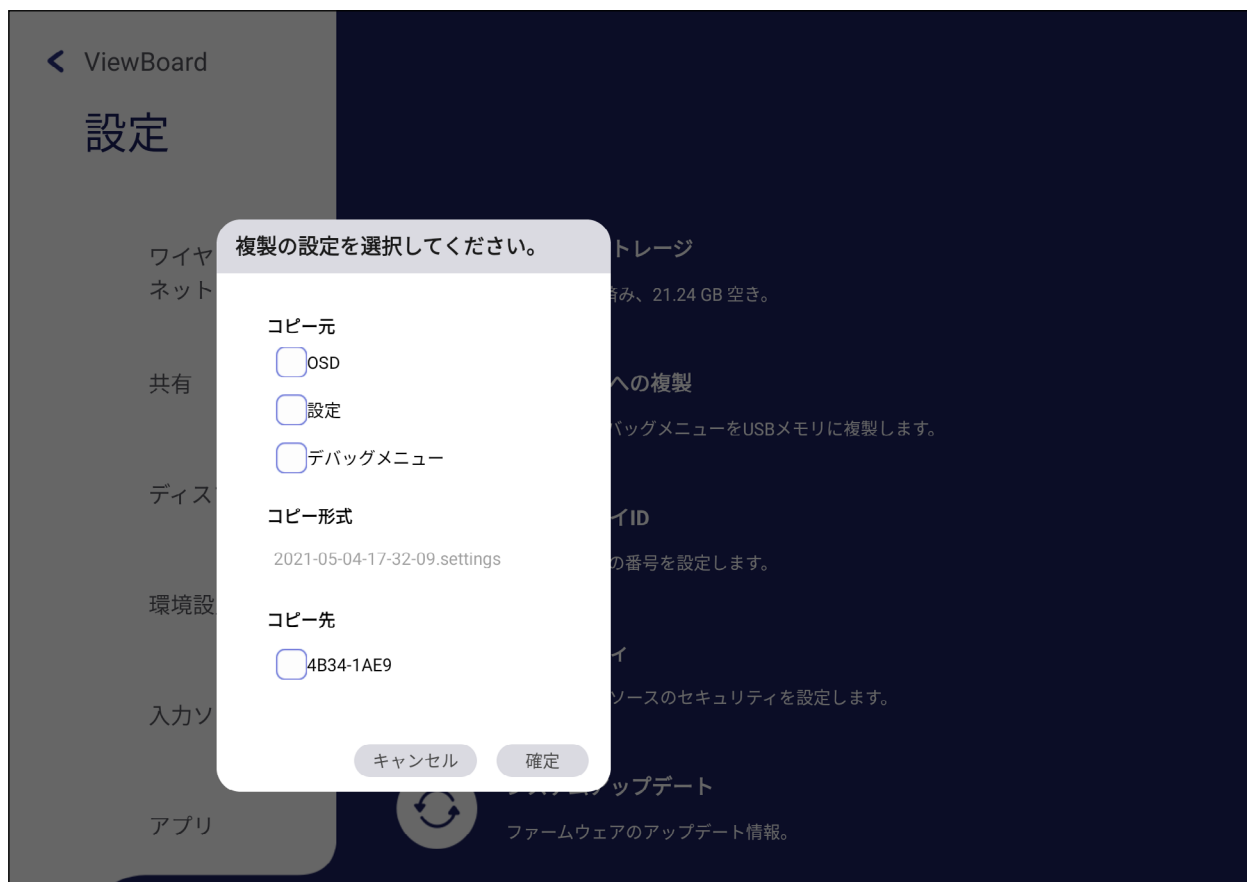 ViewBoard
設定
ワイヤ
ネット
共有
ディス
環境設
入力ソ
アプリ
複製の設定を選択してください。
コピー元
OSD
設定
デバッグメニュー
コピー形式
2021-05-04-17-32-09.settings
コピー先
4B34-1AE9
キャンセル
確定
トレージ
済み、21.24 GB 空き。
への複製
バッグメニューをUSBメモリに複製します。
イID
の番号を設定します。
ィ
ソースのセキュリティを設定します。
システムアップデート
ファームウェアのアップデート情報。